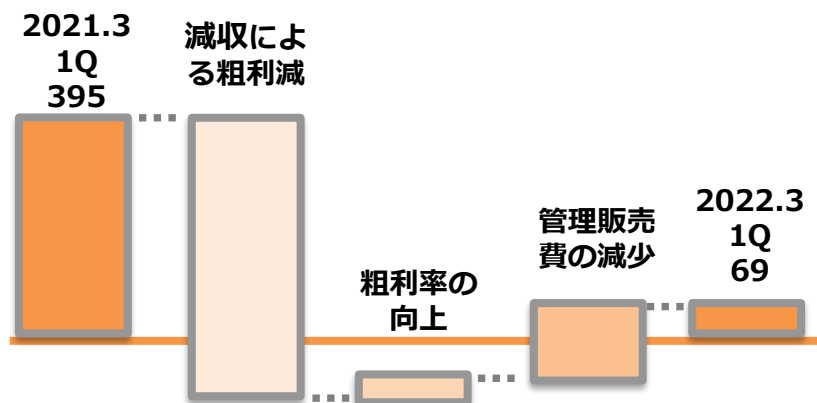 2021.3
1Q
395
減収によ
る粗利減
粗利率の
向上
管理販売
費の減少
2022.3
1Q
69